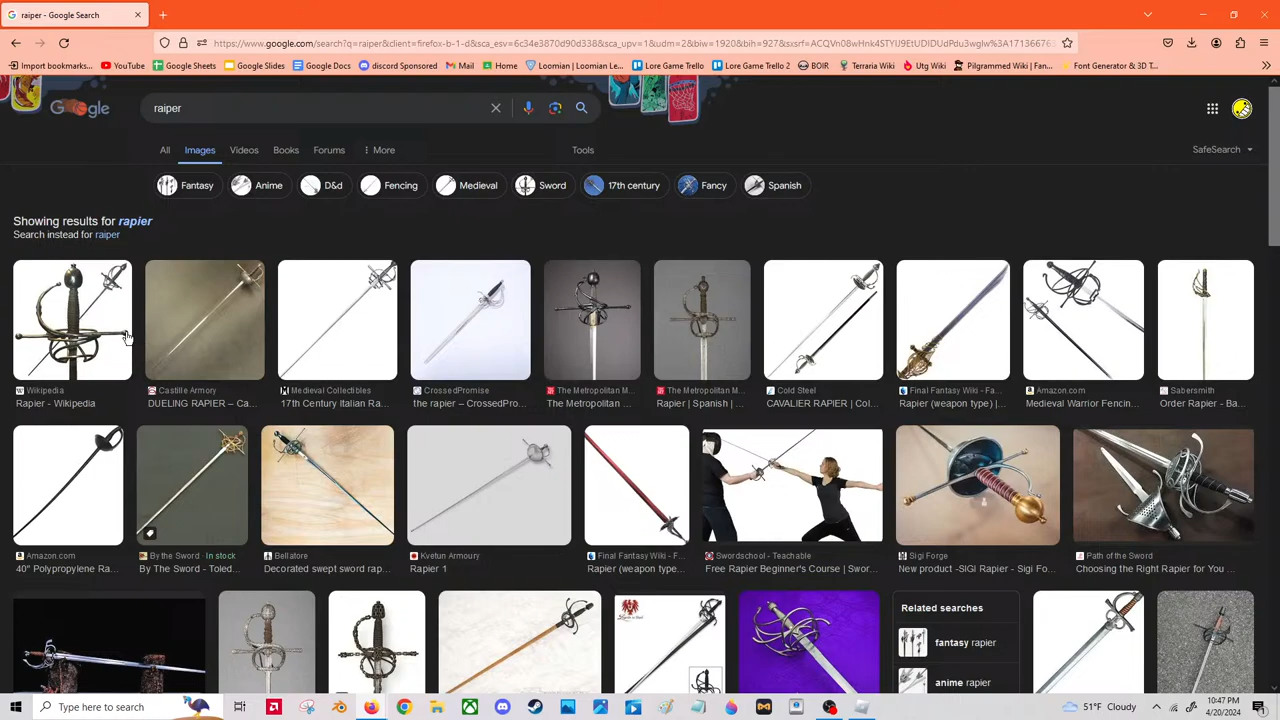 raiper - Google Search
https://www.google.com/search?q=raiper&client=firefox-b-1-d&sca_esv=6c34e3870d90d338&sca_upv=1&udm=2&biw=1920&bih=927&sxsrf=ACQVn08wHnk4STYIJ9EtUDIDUdPdu3wgIw%3A171366763
Import bookmarks... YouTube Google Sheets Google Slides Google Docs discord Sponsored Mail Home Loomian | Loomian Le... Lore Game Trello Lore Game Trello 2 BOIR Terraria Wiki Utg Wiki Pilgrammed Wiki | Fan... Font Generator & 3D T...
Google raiper
All Images Videos Books Forums More Tools SafeSearch
Fantasy Anime D&d Fencing Medieval Sword 17th century Fancy Spanish
Showing results for rapier
Search instead for raiper
Wikipedia Castille Armory Medieval Collectibles CrossedPromise The Metropolitan M... The Metropolitan M... Cold Steel Final Fantasy Wiki - Fa... Amazon.com Sabersmith
Rapier - Wikipedia DUELING RAPIER – Ca... 17th Century Italian Ra... the rapier – CrossedPro... The Metropolitan ... Rapier | Spanish | ... CAVALIER RAPIER | Col... Rapier (weapon type) |... Medieval Warrior Fencin... Order Rapier - Ba...
Amazon.com By the Sword · In stock Bellatore Kvetun Armoury Final Fantasy Wiki - F... Swordschool - Teachable Sigi Forge Path of the Sword
40" Polypropylene Ra... By The Sword - Toled... Decorated swept sword rap... Rapier 1 Rapier (weapon type... Free Rapier Beginner's Course | Swor... New product -SIGI Rapier - Sigi Fo... Choosing the Right Rapier for You ...
Related searches
fantasy rapier
anime rapier
Type here to search 51°F Cloudy 10:47 PM
4/20/2024